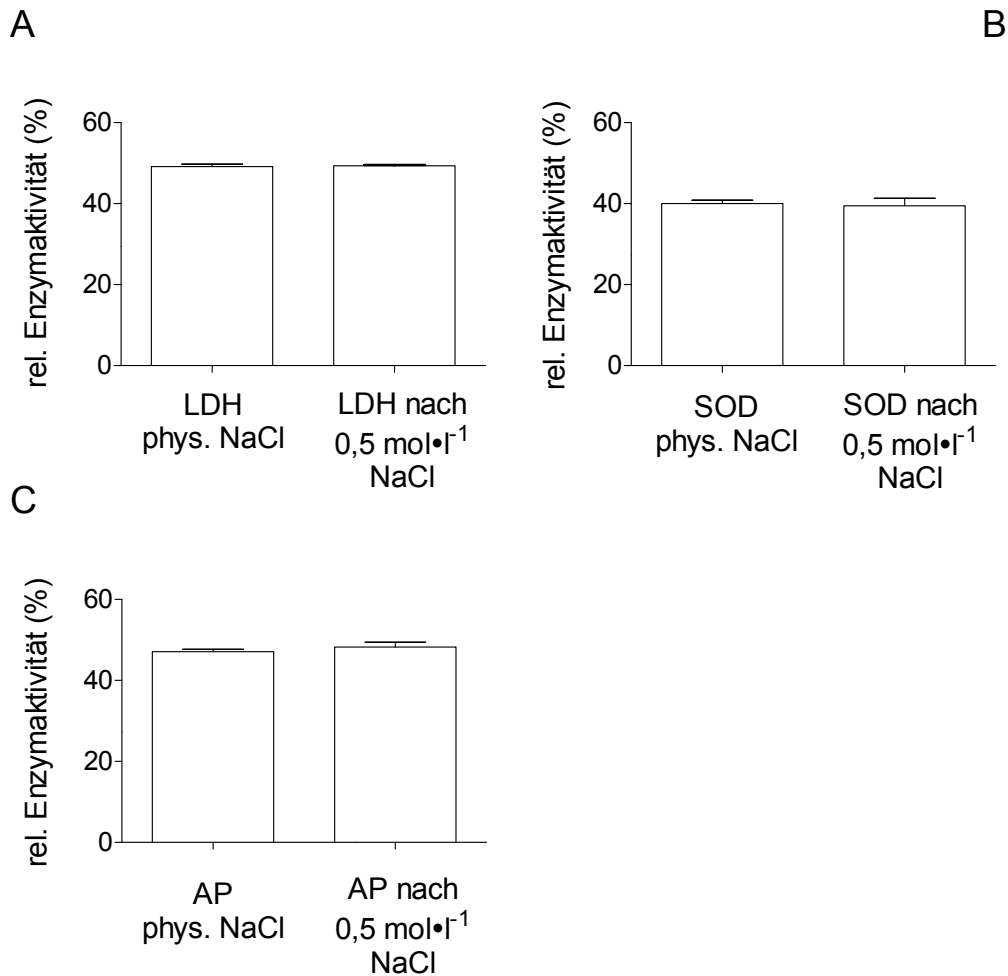 A
B
rel. Enzymaktivität (%)
60
40
20
0
LDH
phys. NaCl
LDH nach
0,5 mol•l⁻¹
NaCl
rel. Enzymaktivität (%)
60
40
20
0
SOD
phys. NaCl
SOD nach
0,5 mol•l⁻¹
NaCl
C
rel. Enzymaktivität (%)
60
40
20
0
AP
phys. NaCl
AP nach
0,5 mol•l⁻¹
NaCl